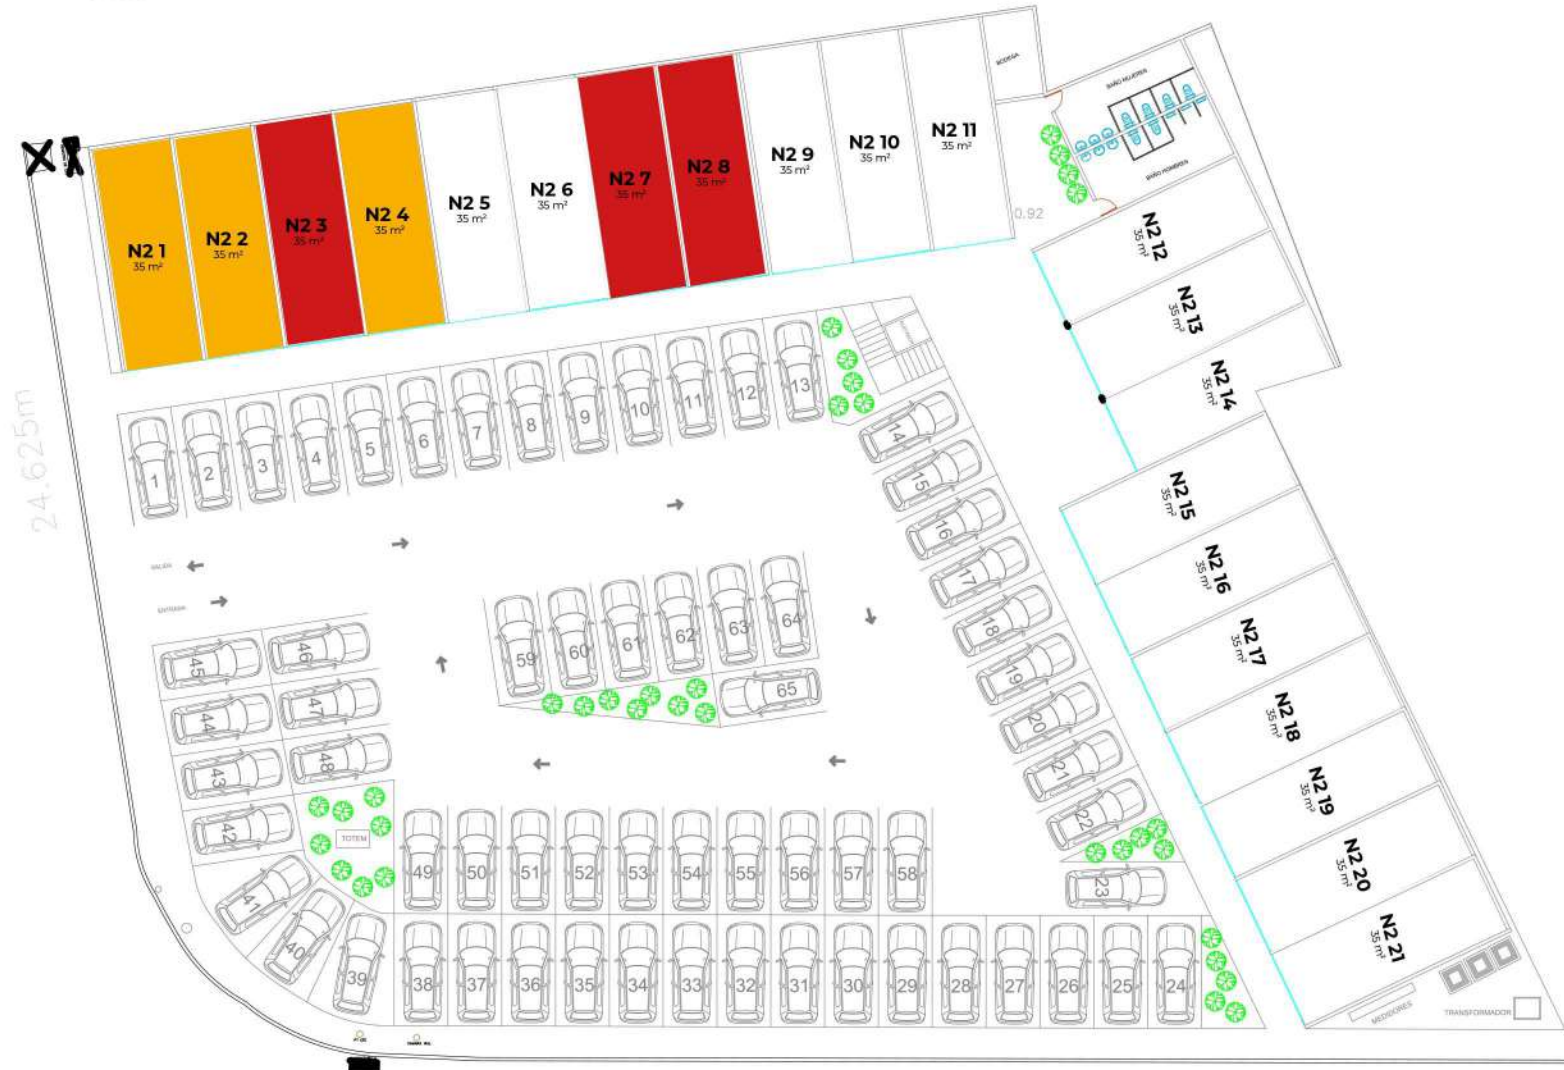 N2 1
35 m²
N2 2
35 m²
N2 3
35 m²
N2 4
35 m²
N2 5
35 m²
N2 6
35 m²
N2 7
35 m²
N2 8
35 m²
N2 9
35 m²
N2 10
35 m²
N2 11
35 m²
BODEGA
BAÑO MUJERES
BAÑO HOMBRES
0.92
N2 12
35 m²
N2 13
35 m²
N2 14
35 m²
N2 15
35 m²
N2 16
35 m²
N2 17
35 m²
N2 18
35 m²
N2 19
35 m²
N2 20
35 m²
N2 21
35 m²
MEDIDORES
TRANSFORMADOR
24.625m
SALIDA
ENTRADA
1
2
3
4
5
6
7
8
9
10
11
12
13
14
15
16
17
18
19
20
21
22
23
24
25
26
27
28
29
30
31
32
33
34
35
36
37
38
39
40
41
42
43
44
45
46
47
48
TOTEM
49
50
51
52
53
54
55
56
57
58
59
60
61
62
63
64
65